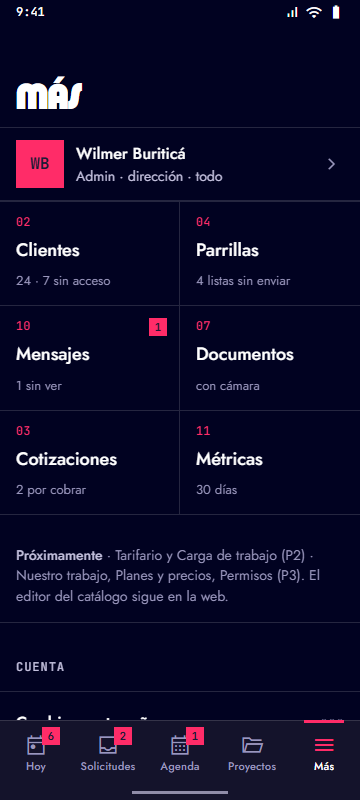 9:41
MÁS
WB
Wilmer Buriticá
Admin · dirección · todo
02
Clientes
24 · 7 sin acceso
04
Parrillas
4 listas sin enviar
10
1
Mensajes
1 sin ver
07
Documentos
con cámara
03
Cotizaciones
2 por cobrar
11
Métricas
30 días
Próximamente · Tarifario y Carga de trabajo (P2) ·
Nuestro trabajo, Planes y precios, Permisos (P3). El
editor del catálogo sigue en la web.
CUENTA
6
2
1
Hoy
Solicitudes
Agenda
Proyectos
Más